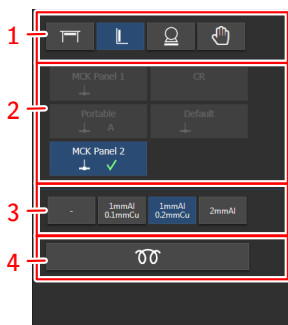 1
2
MCK Panel 1
CR
Portable
A
Default
MCK Panel 2
3
-
1mmAl
0.1mmCu
1mmAl
0.2mmCu
2mmAl
4